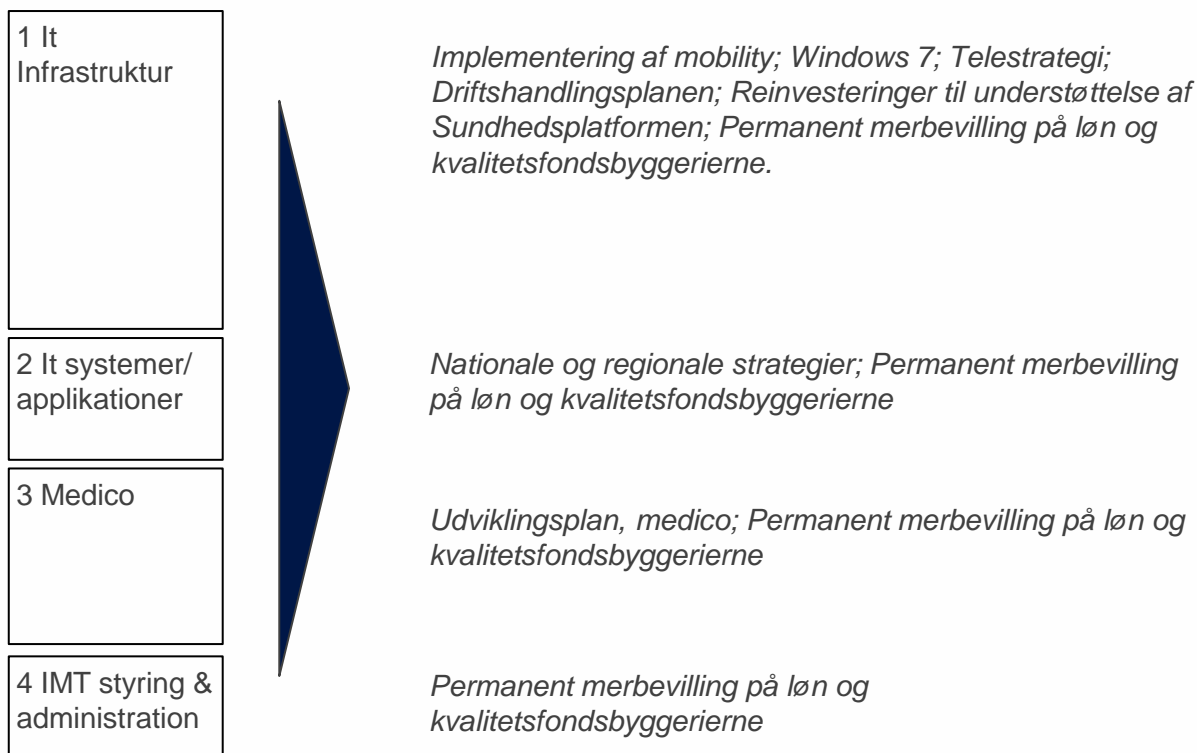 1 It
Infrastruktur
Implementering af mobility; Windows 7; Telestrategi;
Driftshandlingsplanen; Reinvesteringer til understøttelse af
Sundhedsplatformen; Permanent merbevilling på løn og
kvalitetsfondsbyggerierne.
2 It systemer/
applikationer
Nationale og regionale strategier; Permanent merbevilling
på løn og kvalitetsfondsbyggerierne
3 Medico
Udviklingsplan, medico; Permanent merbevilling på løn og
kvalitetsfondsbyggerierne
4 IMT styring &
administration
Permanent merbevilling på løn og
kvalitetsfondsbyggerierne